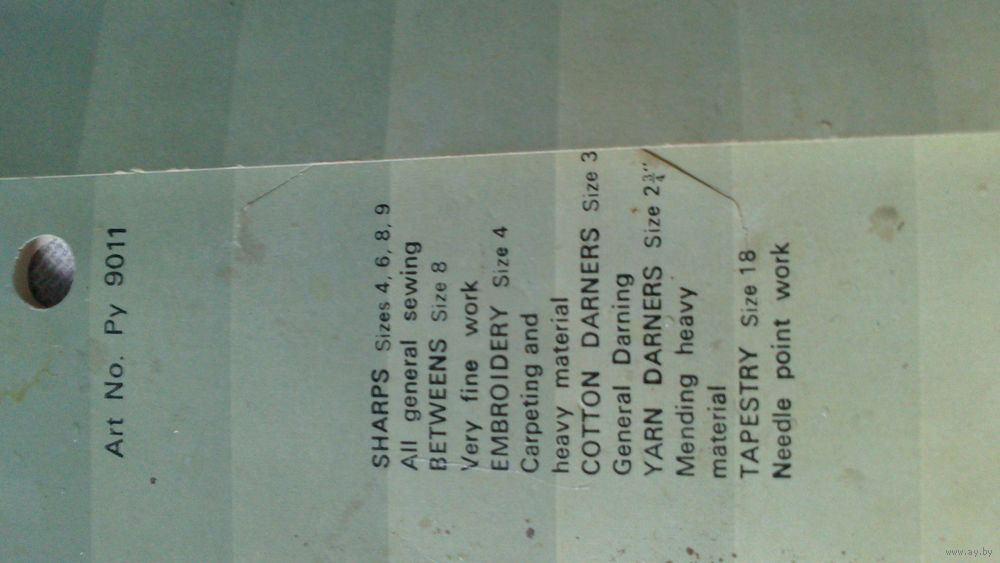 Art No. Py 9011
SHARPS Sizes 4, 6, 8, 9
All general sewing
BETWEENS Size 8
Very fine work
EMBROIDERY Size 4
Carpeting and
heavy material
COTTON DARNERS Size 3
General Darning
YARN DARNERS Size 2¾"
Mending heavy
material
TAPESTRY Size 18
Needle point work
www.ay.by